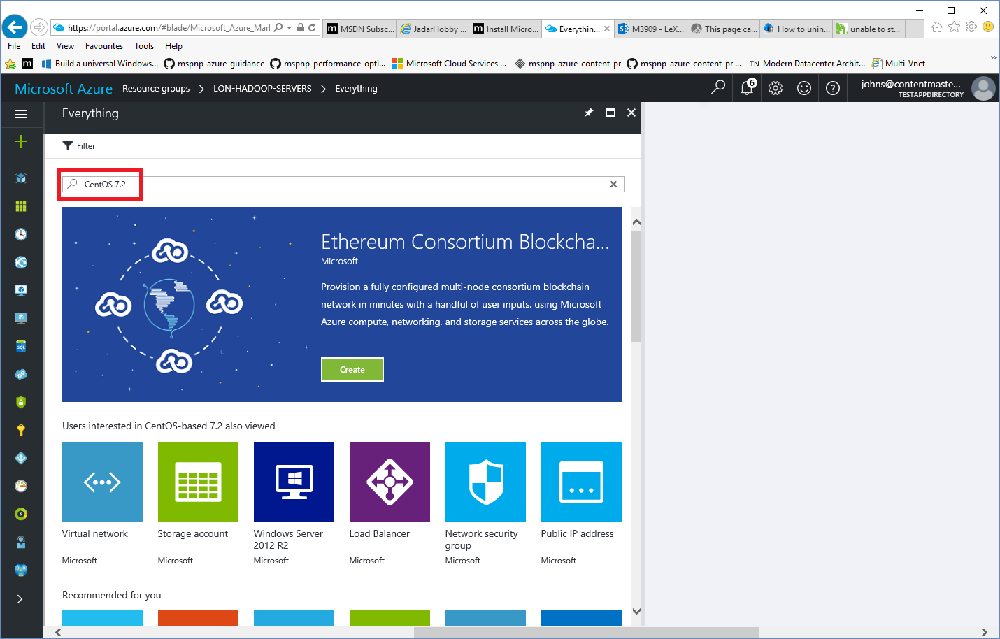 https://portal.azure.com/#blade/Microsoft_Azure_Marl
MSDN Subsc...
JadarHobby ...
Install Micro...
Everythin...
M3909 - LeX...
This page ca...
How to unin...
unable to st...
File Edit View Favourites Tools Help
m
Build a universal Windows...
mspnp-azure-guidance
mspnp-performance-opti...
Microsoft Cloud Services ...
mspnp-azure-content-pr
mspnp-azure-content-pr ...
TN Modern Datacenter Archit...
Multi-Vnet
Microsoft Azure Resource groups > LON-HADOOP-SERVERS > Everything
6
johns@contentmaste...
TESTAPPDIRECTORY
Everything
Filter
CentOS 7.2
Ethereum Consortium Blockcha...
Microsoft
Provision a fully configured multi-node consortium blockchain
network in minutes with a handful of user inputs, using Microsoft
Azure compute, networking, and storage services across the globe.
Create
Users interested in CentOS-based 7.2 also viewed
SQL
Virtual network
Microsoft
Storage account
Microsoft
Windows Server
2012 R2
Microsoft
Load Balancer
Microsoft
Network security
group
Microsoft
Public IP address
Microsoft
Recommended for you